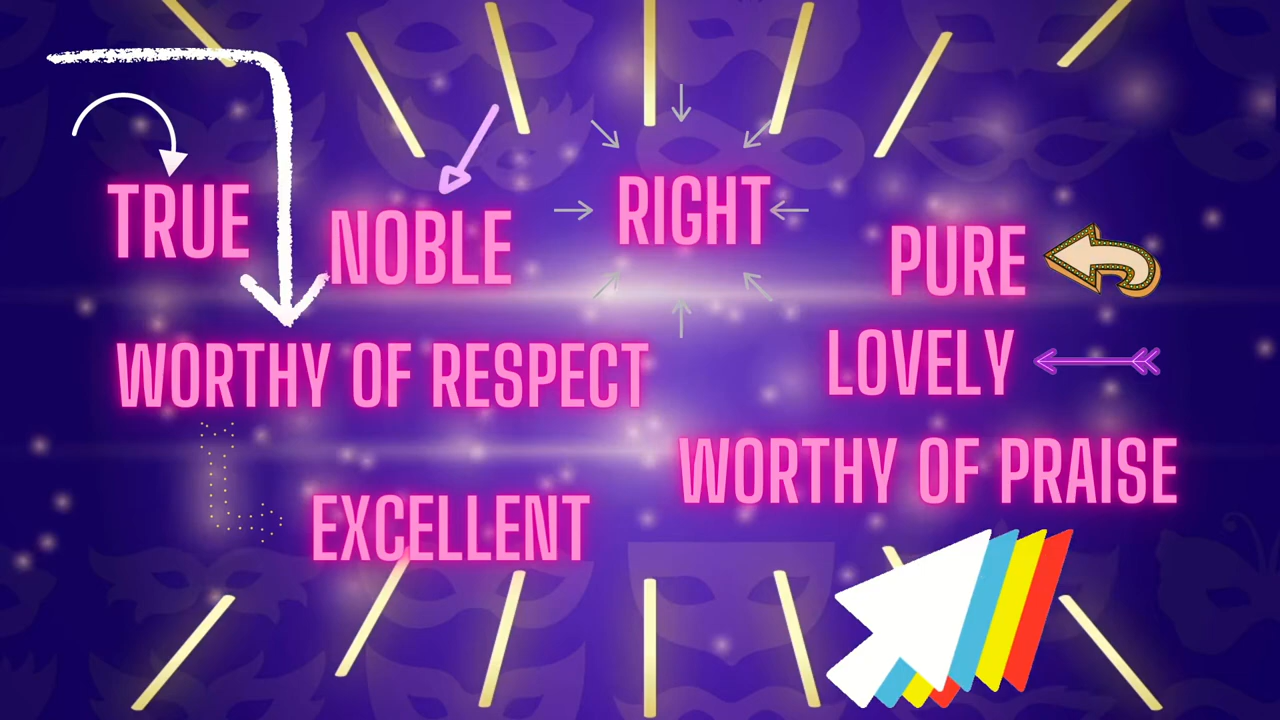 TRUE
NOBLE
RIGHT
PURE
WORTHY OF RESPECT
LOVELY
WORTHY OF PRAISE
EXCELLENT